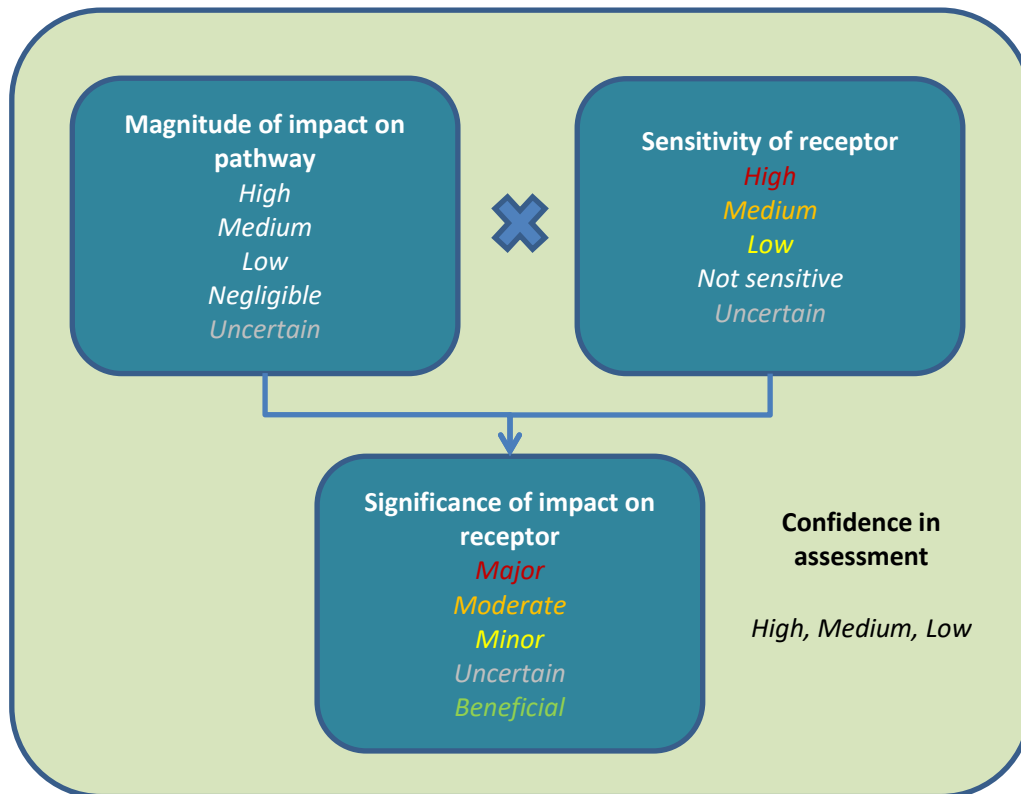 Magnitude of impact on
pathway
High
Medium
Low
Negligible
Uncertain
Sensitivity of receptor
High
Medium
Low
Not sensitive
Uncertain
Significance of impact on
receptor
Major
Moderate
Minor
Uncertain
Beneficial
Confidence in
assessment
High, Medium, Low